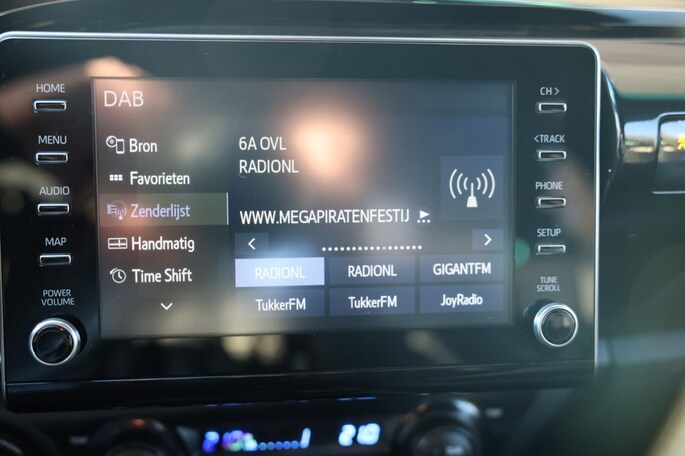 HOME
MENU
AUDIO
MAP
POWER
VOLUME
DAB
Bron
Favorieten
Zenderlijst
Handmatig
Time Shift
6A OVL
RADIONL
WWW.MEGAPIRATENFESTIJ
RADIONL RADIONL GIGANTFM
TukkerFM TukkerFM JoyRadio
CH >
< TRACK
PHONE
SETUP
TUNE
SCROLL